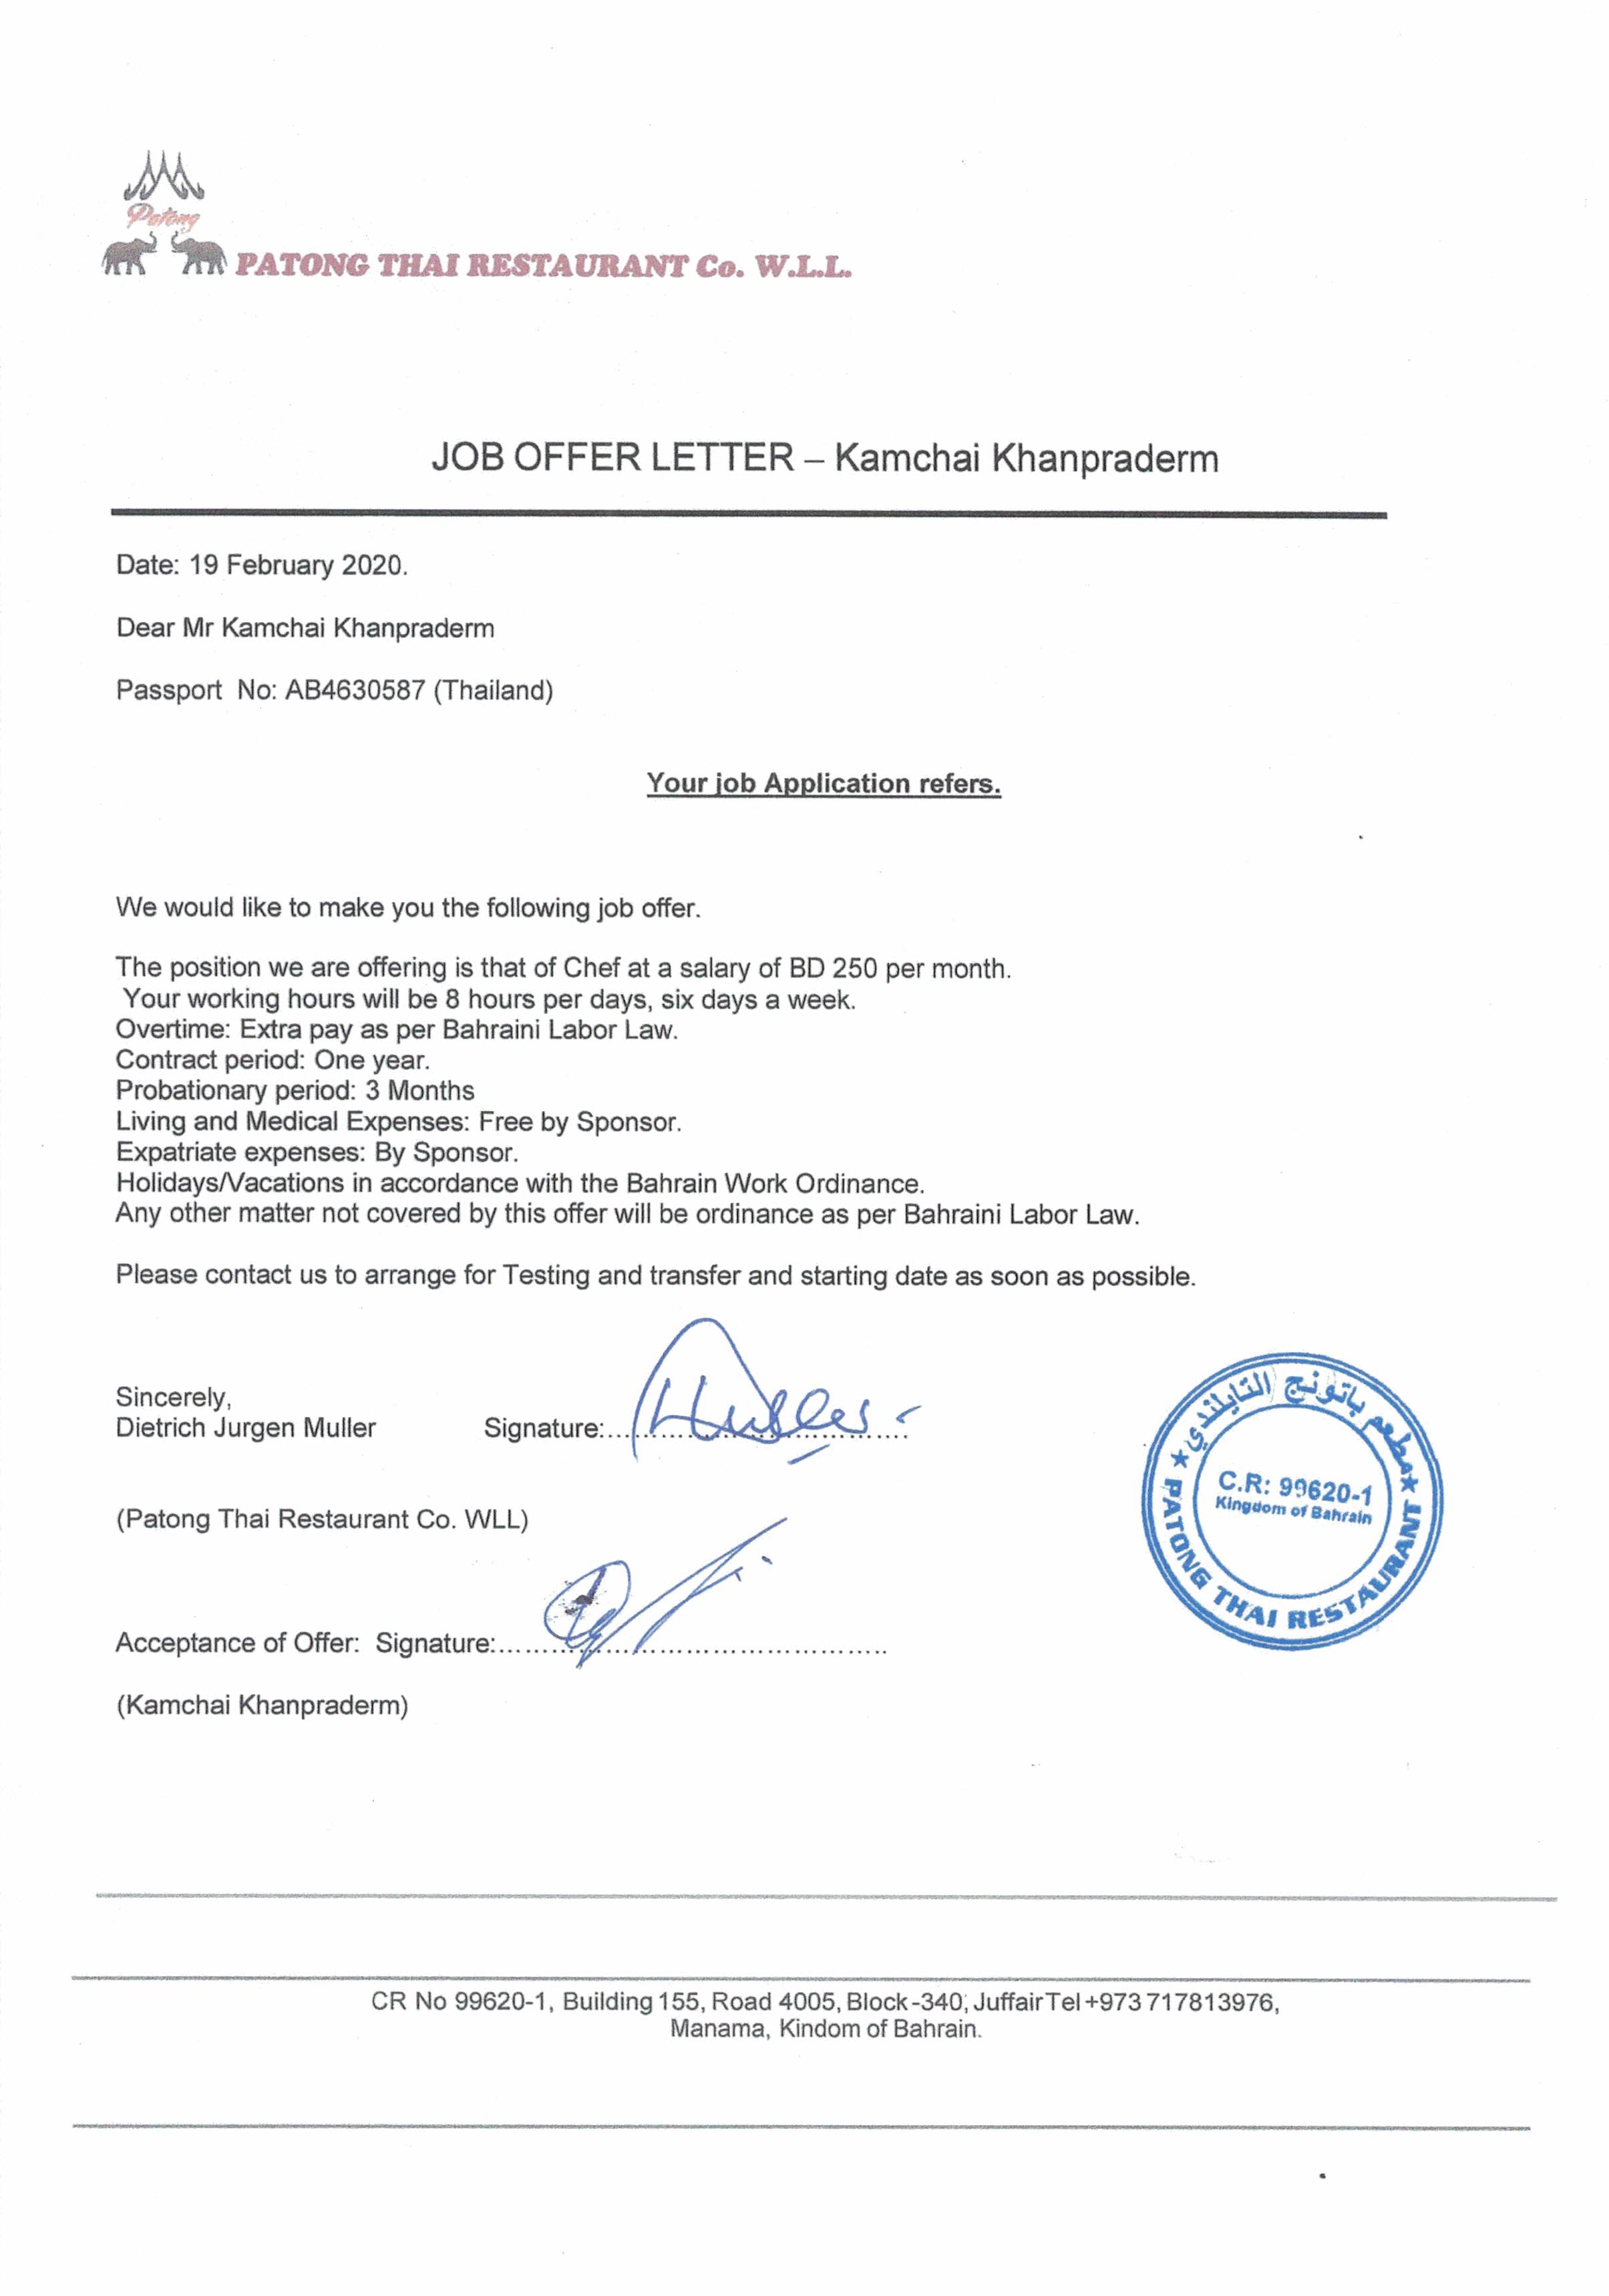 Patong
PATONG THAI RESTAURANT Co. W.L.L.
JOB OFFER LETTER – Kamchai Khanpraderm
Date: 19 February 2020.
Dear Mr Kamchai Khanpraderm
Passport No: AB4630587 (Thailand)
Your job Application refers.
We would like to make you the following job offer.
The position we are offering is that of Chef at a salary of BD 250 per month.
Your working hours will be 8 hours per days, six days a week.
Overtime: Extra pay as per Bahraini Labor Law.
Contract period: One year.
Probationary period: 3 Months
Living and Medical Expenses: Free by Sponsor.
Expatriate expenses: By Sponsor.
Holidays/Vacations in accordance with the Bahrain Work Ordinance.
Any other matter not covered by this offer will be ordinance as per Bahraini Labor Law.
Please contact us to arrange for Testing and transfer and starting date as soon as possible.
Sincerely,
Dietrich Jurgen Muller Signature:
(Patong Thai Restaurant Co. WLL)
مطعم باتونج التايلندي
C.R: 99620-1
Kingdom of Bahrain
PATONG THAI RESTAURANT
Acceptance of Offer: Signature:
(Kamchai Khanpraderm)
CR No 99620-1, Building 155, Road 4005, Block-340, Juffair Tel +973 717813976,
Manama, Kindom of Bahrain.